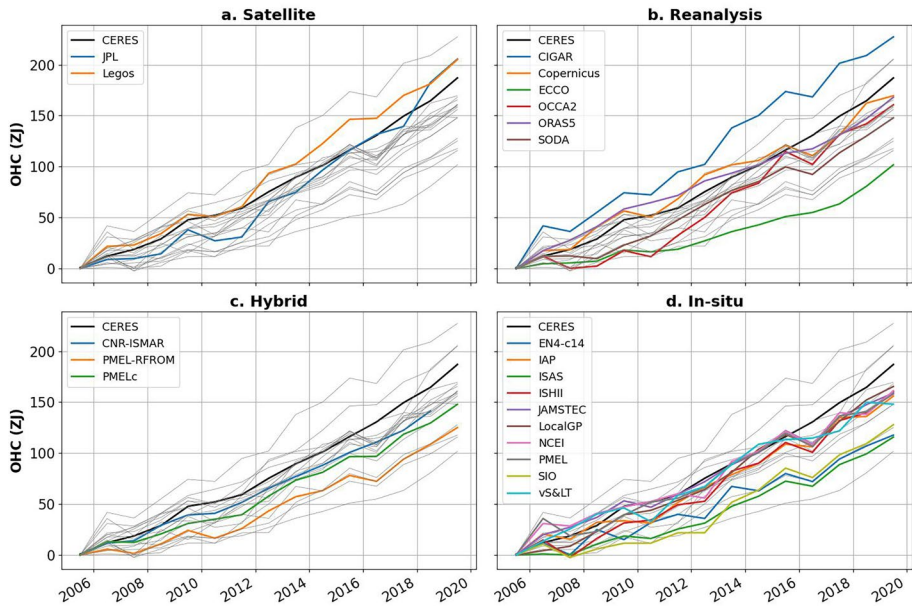 a. Satellite
CERES
JPL
Legos
OHC (ZJ)
200
150
100
50
0
b. Reanalysis
CERES
CIGAR
Copernicus
ECCO
OCCA2
ORAS5
SODA
c. Hybrid
CERES
CNR-ISMAR
PMEL-RFROM
PMELc
OHC (ZJ)
200
150
100
50
0
2006
2008
2010
2012
2014
2016
2018
2020
d. In-situ
CERES
EN4-c14
IAP
ISAS
ISHII
JAMSTEC
LocalGP
NCEI
PMEL
SIO
vS&LT
2006
2008
2010
2012
2014
2016
2018
2020